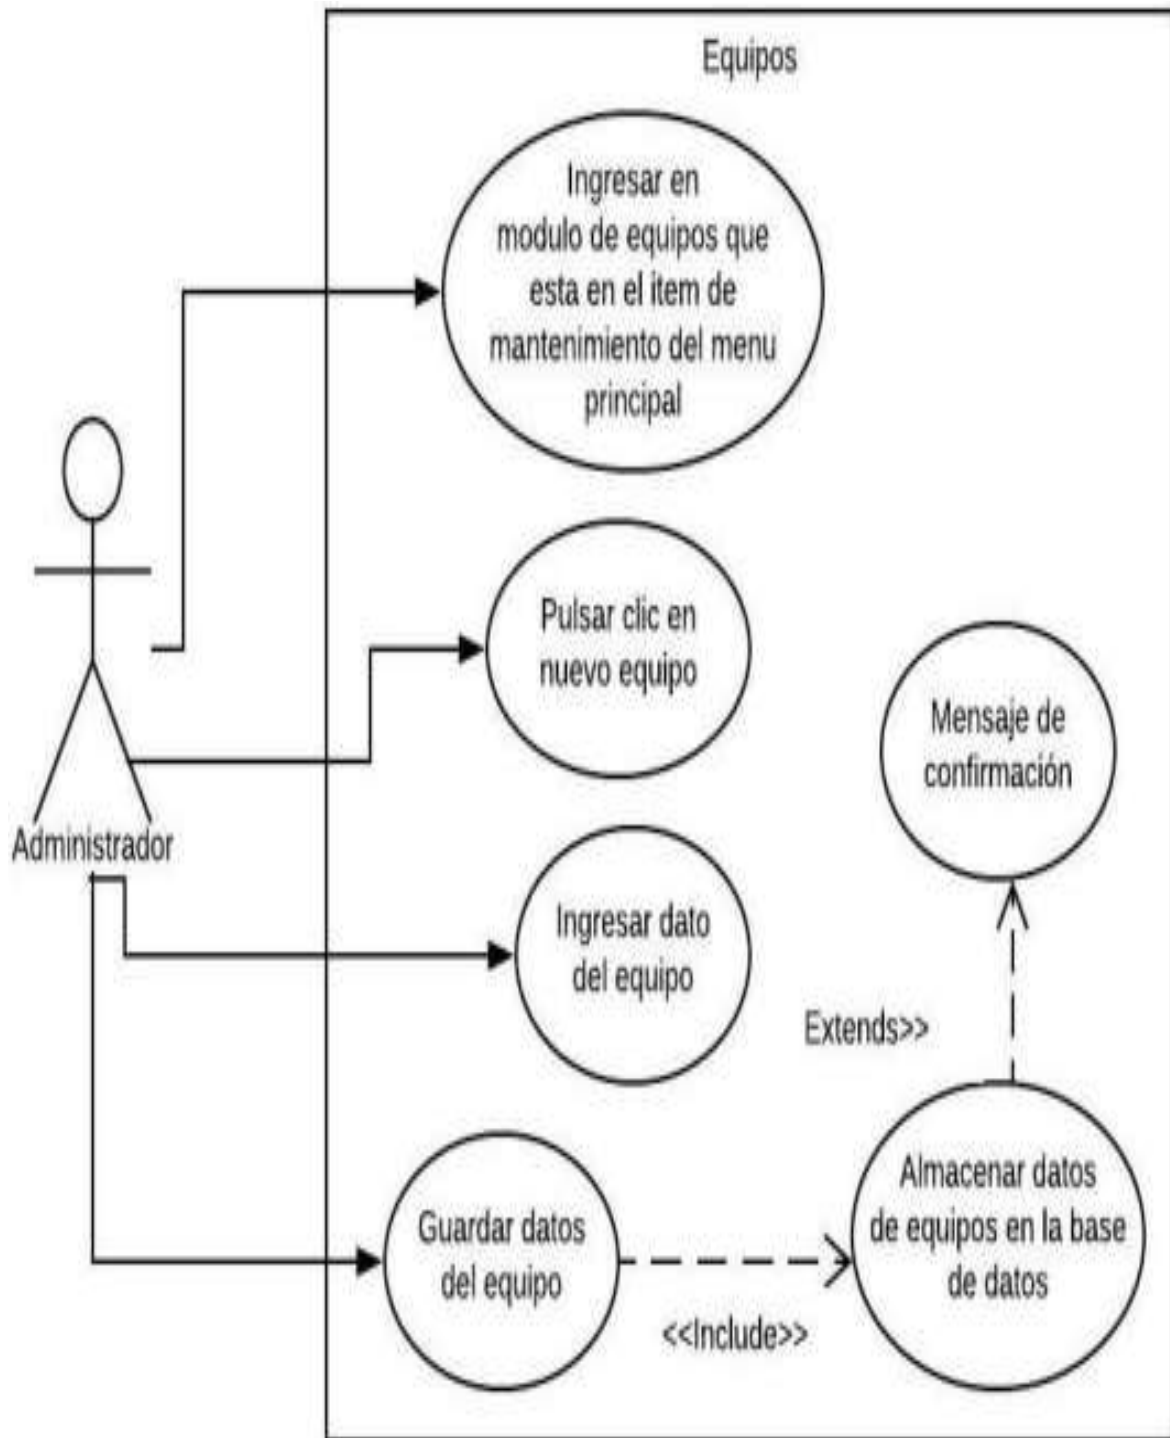 Equipos
Ingresar en
modulo de equipos que
esta en el item de
mantenimiento del menu
principal
Pulsar clic en
nuevo equipo
Mensaje de
confirmación
Administrador
Ingresar dato
del equipo
Extends>>
Almacenar datos
de equipos en la base
de datos
Guardar datos
del equipo
<<Include>>